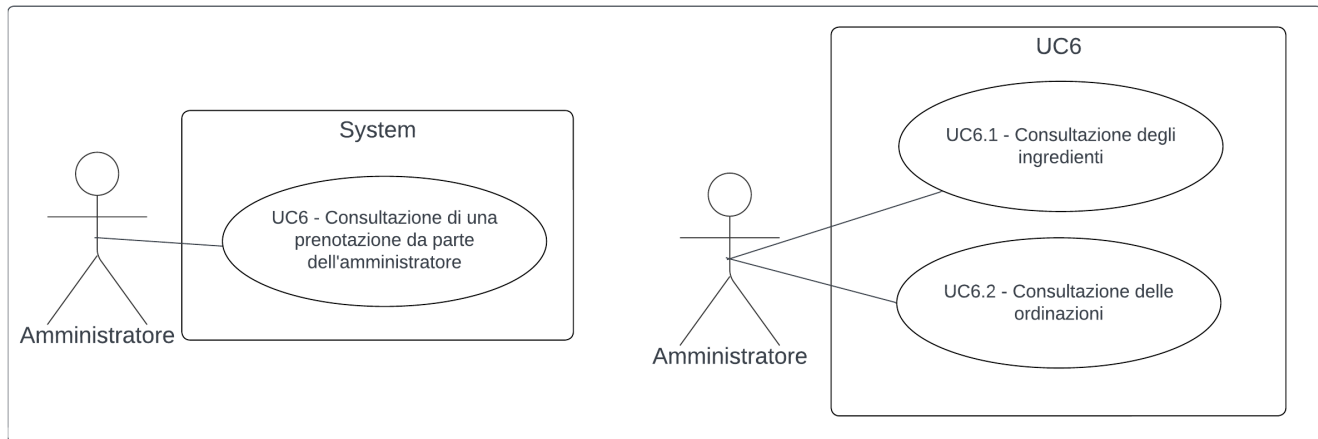 System
UC6 - Consultazione di una
prenotazione da parte
dell'amministratore
Amministratore
UC6
UC6.1 - Consultazione degli
ingredienti
UC6.2 - Consultazione delle
ordinazioni
Amministratore